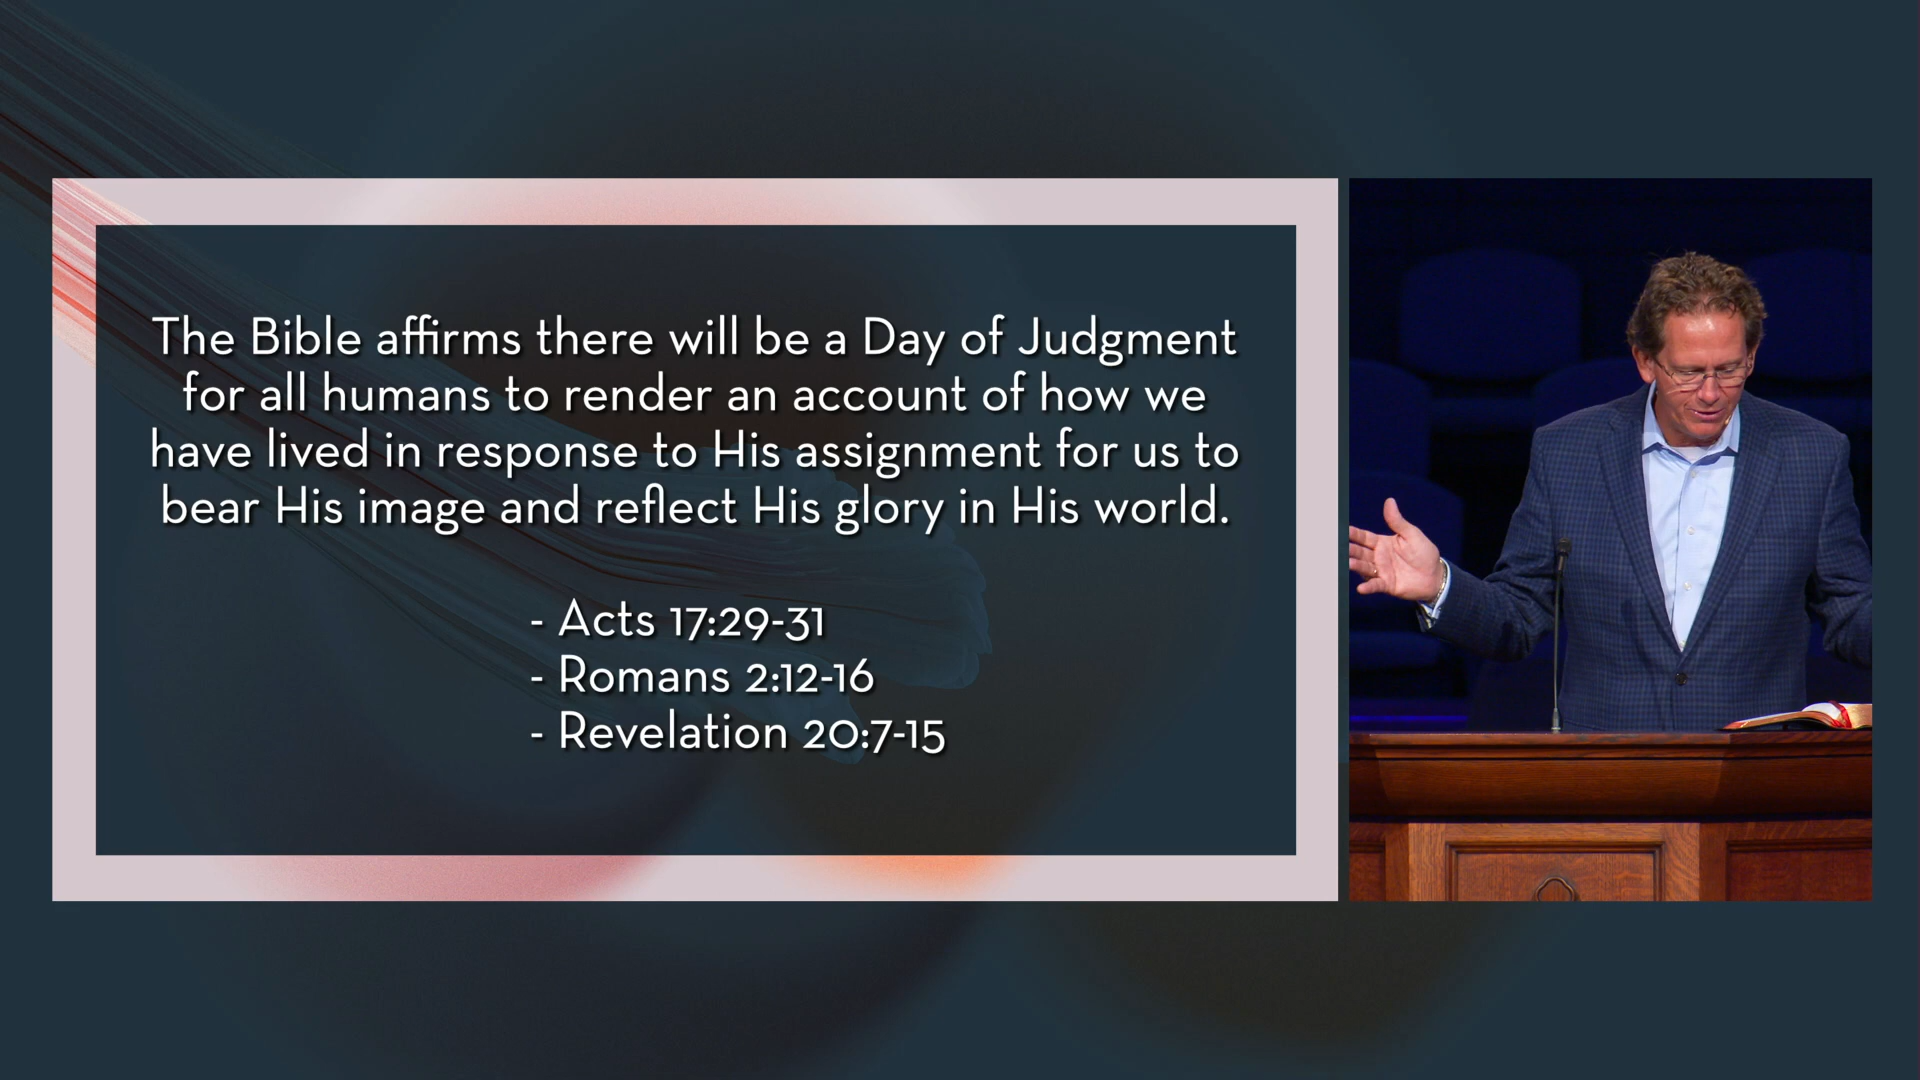 The Bible affirms there will be a Day of Judgment
for all humans to render an account of how we
have lived in response to His assignment for us to
bear His image and reflect His glory in His world.
- Acts 17:29-31
- Romans 2:12-16
- Revelation 20:7-15